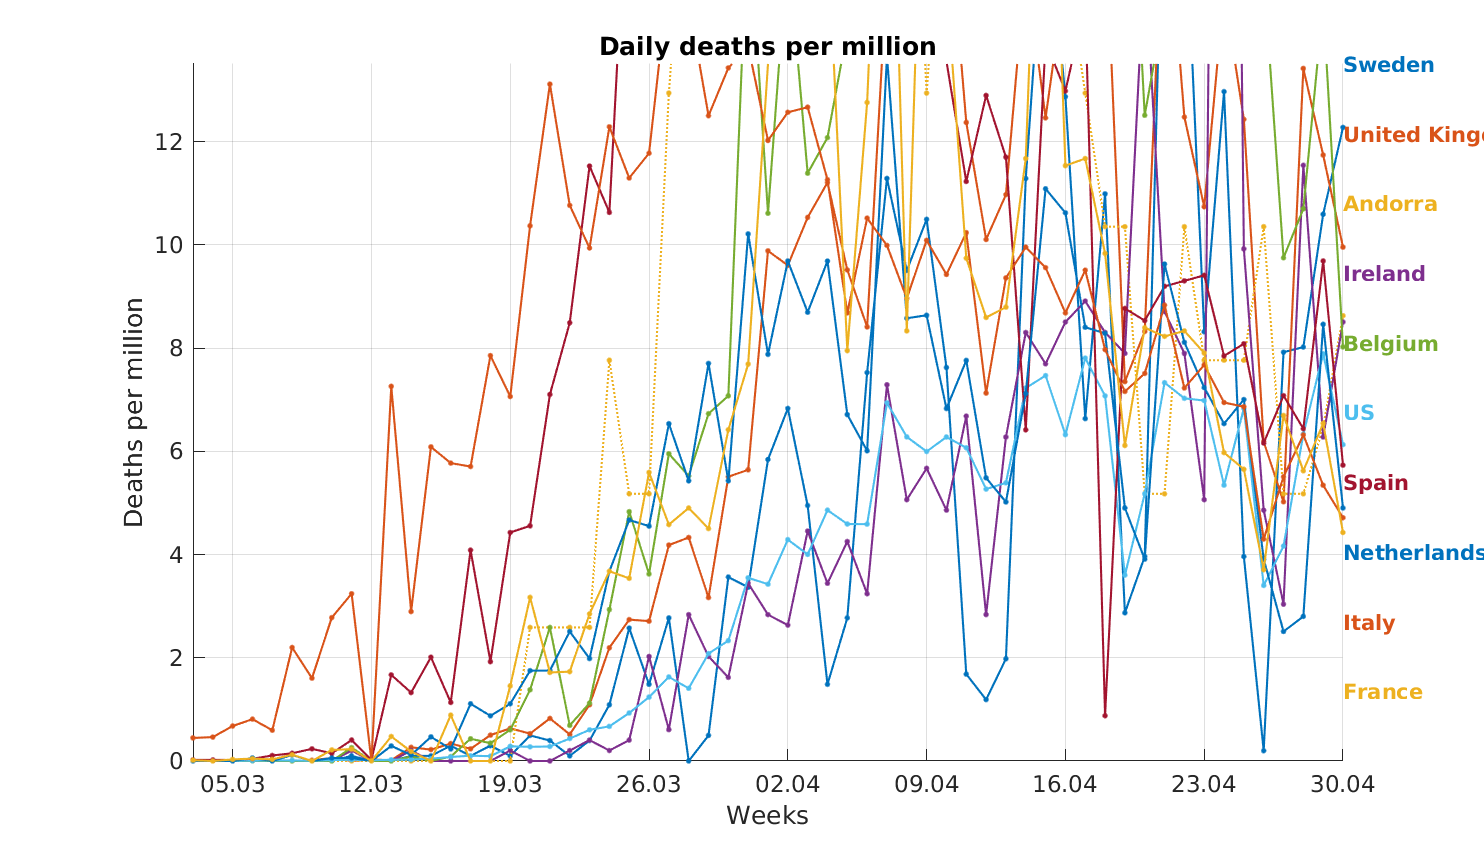 Daily deaths per million
Sweden
United King
Andorra
Ireland
Belgium
US
Spain
Netherlands
Italy
France
12
10
8
6
4
2
0
Deaths per million
05.03 12.03 19.03 26.03 02.04 09.04 16.04 23.04 30.04
Weeks